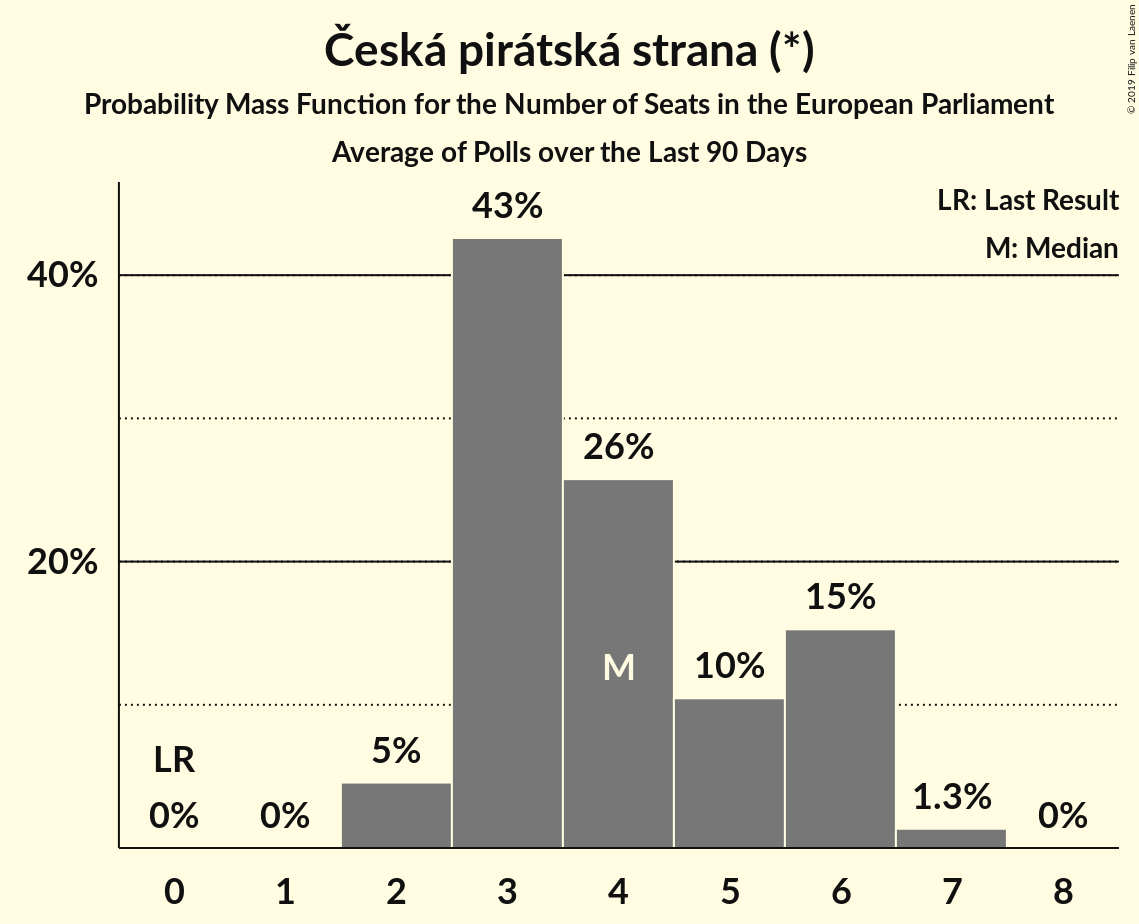 Česká pirátská strana (*)
Probability Mass Function for the Number of Seats in the European Parliament
Average of Polls over the Last 90 Days
© 2019 Filip van Laenen
LR: Last Result
M: Median
43%
40%
26%
20%
15%
M
10%
5%
LR
1.3%
0%
0%
0%
0 1 2 3 4 5 6 7 8